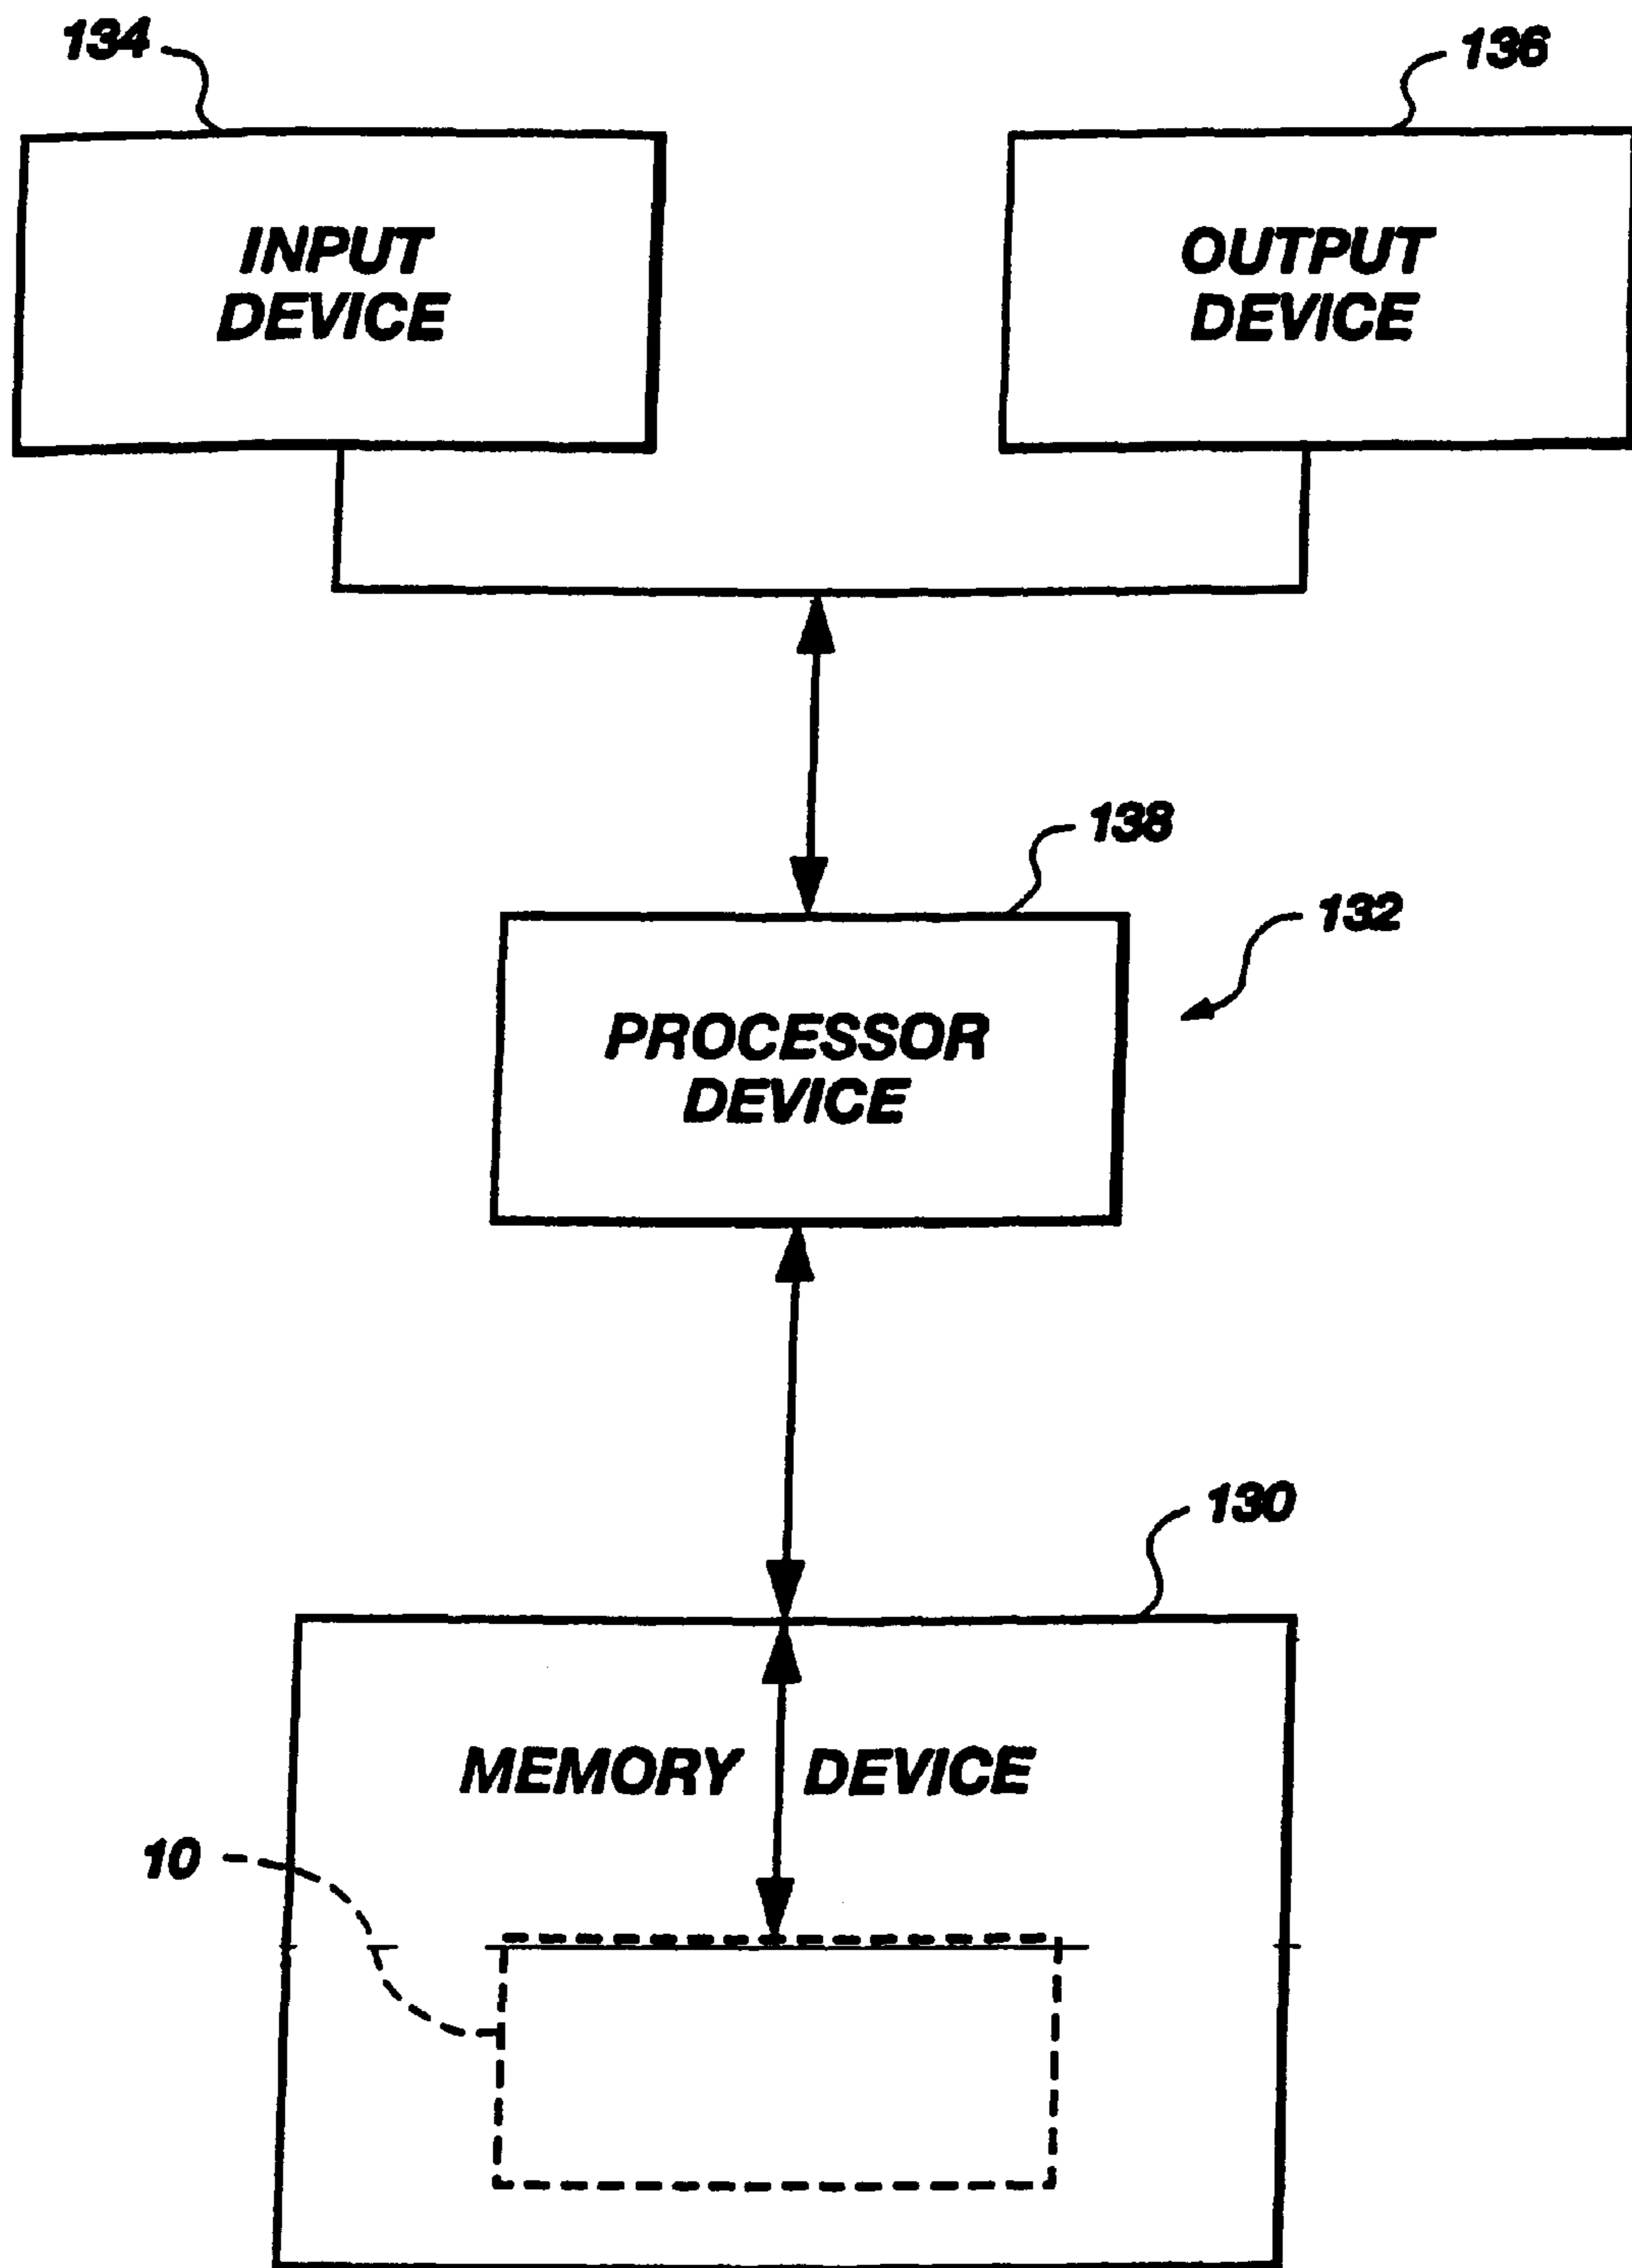 134
136
INPUT
DEVICE
OUTPUT
DEVICE
138
132
PROCESSOR
DEVICE
130
MEMORY DEVICE
10